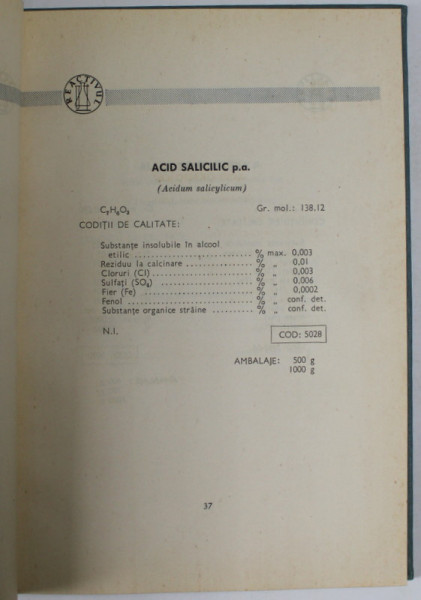 REACTIVUL
ACID SALICILIC p.a.
(Acidum salicylicum)
C₇H₆O₃ Gr. mol.: 138.12
CODIȚII DE CALITATE:
Substanțe insolubile în alcool
etilic ........................ % max. 0,003
Reziduu la calcinare ............... % „ 0,01
Cloruri (Cl) ...................... % „ 0,003
Sulfați (SO₄) ..................... % „ 0,006
Fier (Fe) ......................... % „ 0,0002
Fenol ............................ % „ conf. det.
Substanțe organice străine ......... % „ conf. det.
N.I. COD: 5028
AMBALAJE: 500 g
1000 g
37